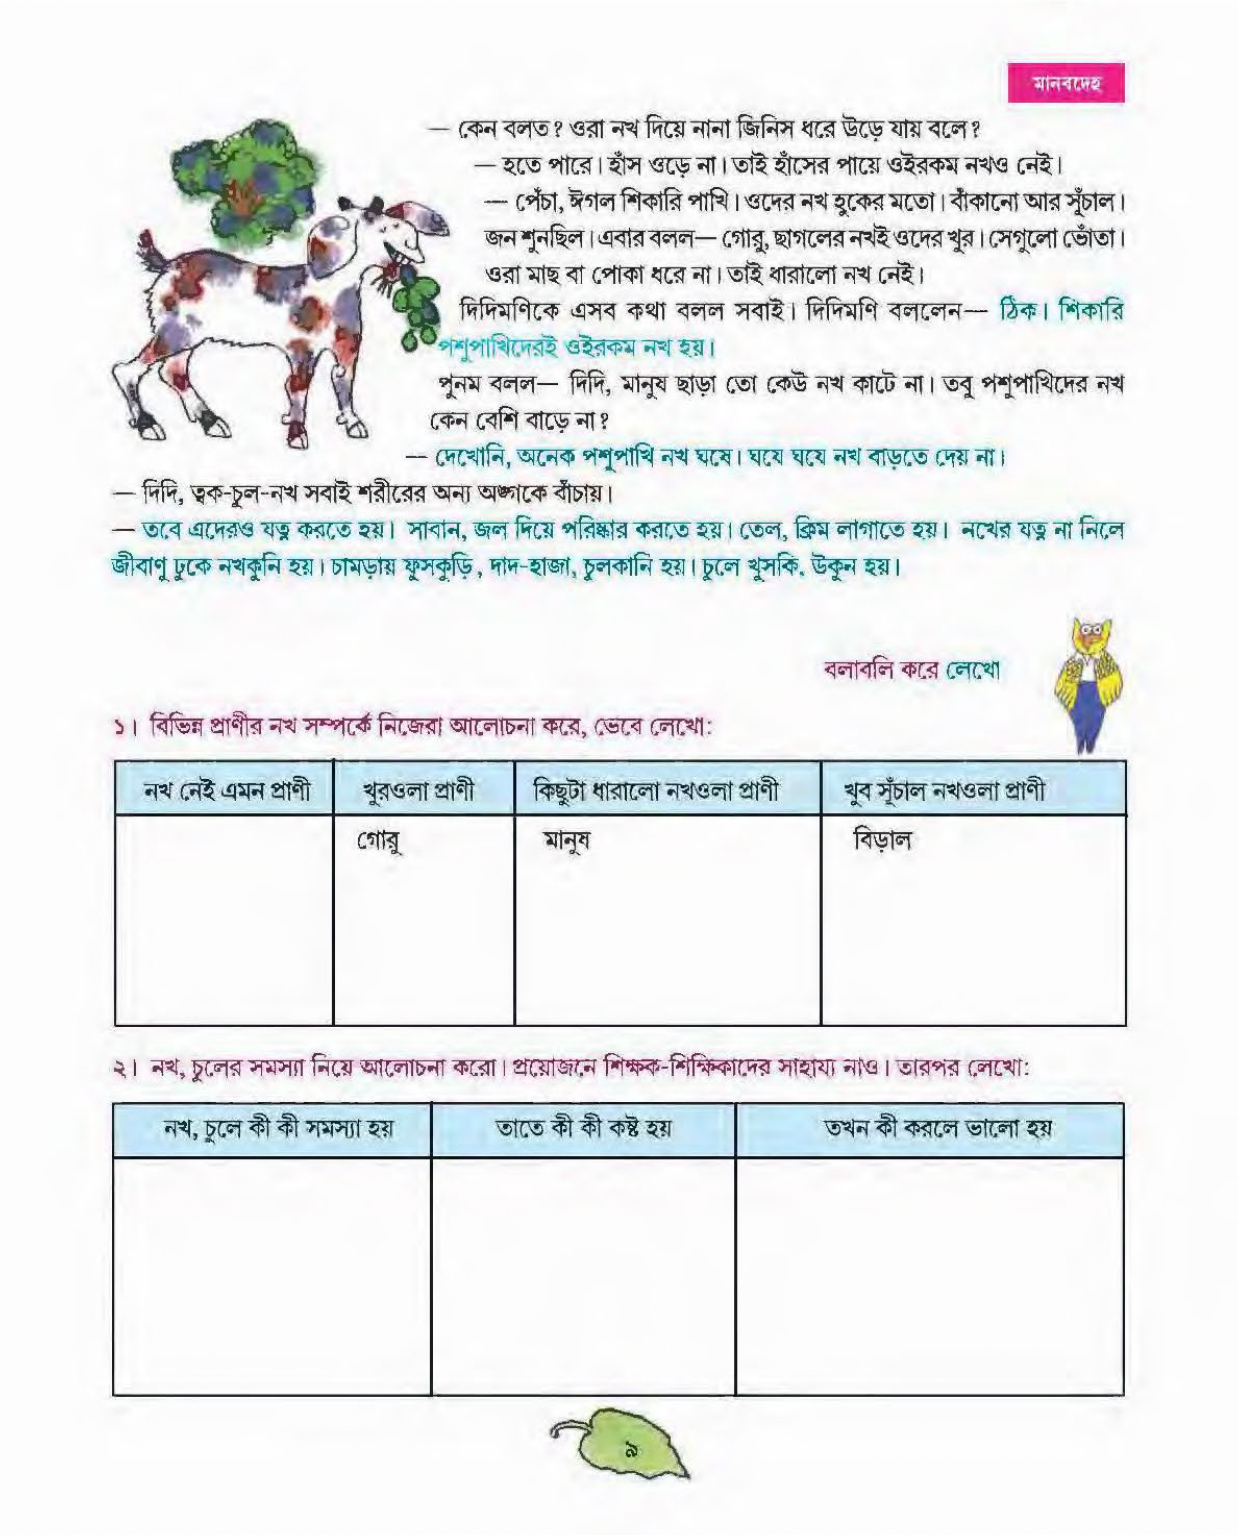 মানবদেহ
— কেন বলত? ওরা নখ দিয়ে নানা জিনিস ধরে উড়ে যায় বলে?
— হতে পারে। হাঁস ওড়ে না। তাই হাঁসের পায়ে ওইরকম নখও নেই।
— পেঁচা, ঈগল শিকারি পাখি। ওদের নখ হুকের মতো। বাঁকানো আর সূঁচাল।
জন শুনছিল। এবার বলল— গোরু, ছাগলের নখই ওদের খুর। সেগুলো ভোঁতা।
ওরা মাছ বা পোকা ধরে না। তাই ধারালো নখ নেই।
দিদিমণিকে এসব কথা বলল সবাই। দিদিমণি বললেন— ঠিক। শিকারি
পশুপাখিদেরই ওইরকম নখ হয়।
পুনম বলল— দিদি, মানুষ ছাড়া তো কেউ নখ কাটে না। তবু পশুপাখিদের নখ
কেন বেশি বাড়ে না?
— দেখোনি, অনেক পশুপাখি নখ ঘষে। ঘষে ঘষে নখ বাড়তে দেয় না।
— দিদি, ত্বক-চুল-নখ সবাই শরীরের অন্য অঙ্গকে বাঁচায়।
— তবে এদেরও যত্ন করতে হয়। সাবান, জল দিয়ে পরিষ্কার করতে হয়। তেল, ক্রিম লাগাতে হয়। নখের যত্ন না নিলে
জীবাণু ঢুকে নখকুনি হয়। চামড়ায় ফুসকুড়ি, দাদ-হাজা, চুলকানি হয়। চুলে খুসকি, উকুন হয়।
বলাবলি করে লেখো
১। বিভিন্ন প্রাণীর নখ সম্পর্কে নিজেরা আলোচনা করে, ভেবে লেখো:
নখ নেই এমন প্রাণী খুরওলা প্রাণী কিছুটা ধারালো নখওলা প্রাণী খুব সূঁচাল নখওলা প্রাণী
গোরু মানুষ বিড়াল
২। নখ, চুলের সমস্যা নিয়ে আলোচনা করো। প্রয়োজনে শিক্ষক-শিক্ষিকাদের সাহায্য নাও। তারপর লেখো:
নখ, চুলে কী কী সমস্যা হয় তাতে কী কী কষ্ট হয় তখন কী করলে ভালো হয়
৯